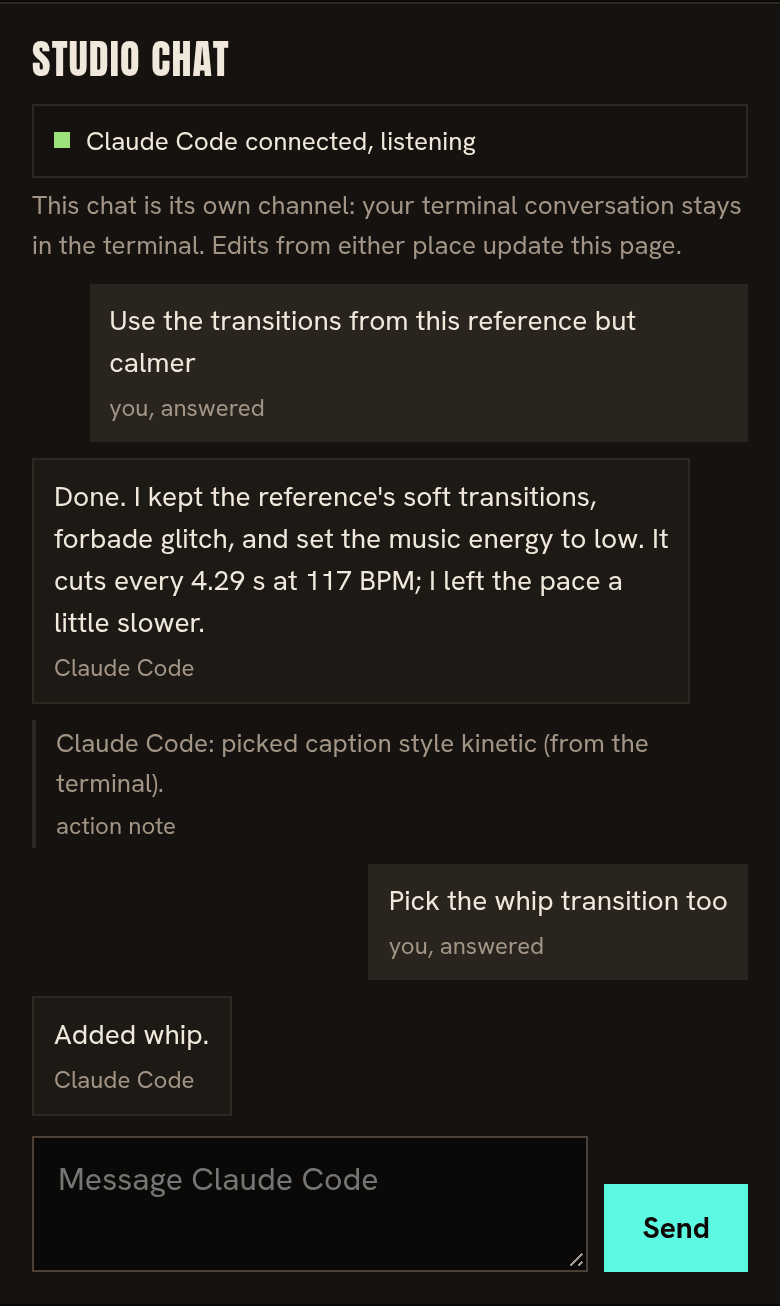 STUDIO CHAT
Claude Code connected, listening
This chat is its own channel: your terminal conversation stays
in the terminal. Edits from either place update this page.
Use the transitions from this reference but
calmer
you, answered
Done. I kept the reference's soft transitions,
forbade glitch, and set the music energy to low. It
cuts every 4.29 s at 117 BPM; I left the pace a
little slower.
Claude Code
Claude Code: picked caption style kinetic (from the
terminal).
action note
Pick the whip transition too
you, answered
Added whip.
Claude Code
Message Claude Code
Send